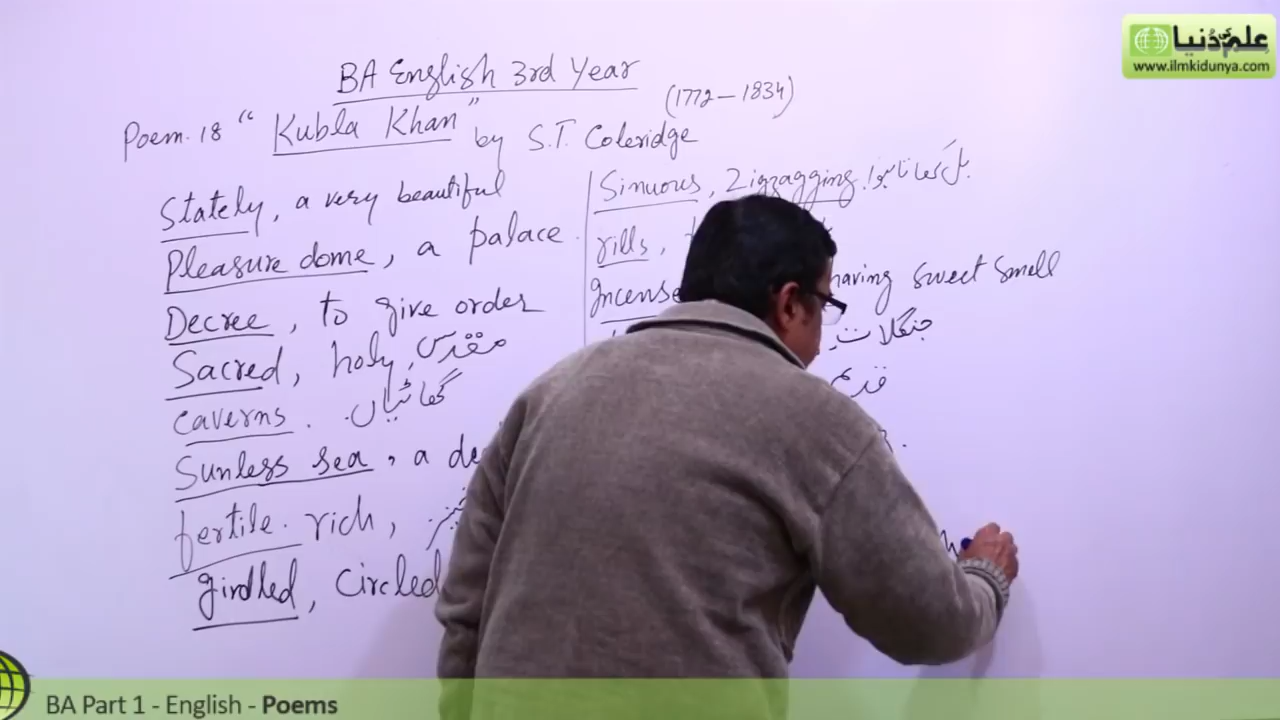 علم کی دُنیا
www.ilmkidunya.com
BA English 3rd Year
(1772 – 1834)
Poem. 18 “ Kubla Khan ” by S.T. Coleridge
Stately, a very beautiful
Pleasure dome, a palace.
Decree, to give order
Sacred, holy, مقدس
caverns. گھاٹیاں.
Sunless sea, a
fertile. rich,
girdled, circled
Sinuous, Zigzagging. بل کھاتا ہوا
rills,
Incense having sweet smell
جنگلات
قدیم
BA Part 1 - English - Poems